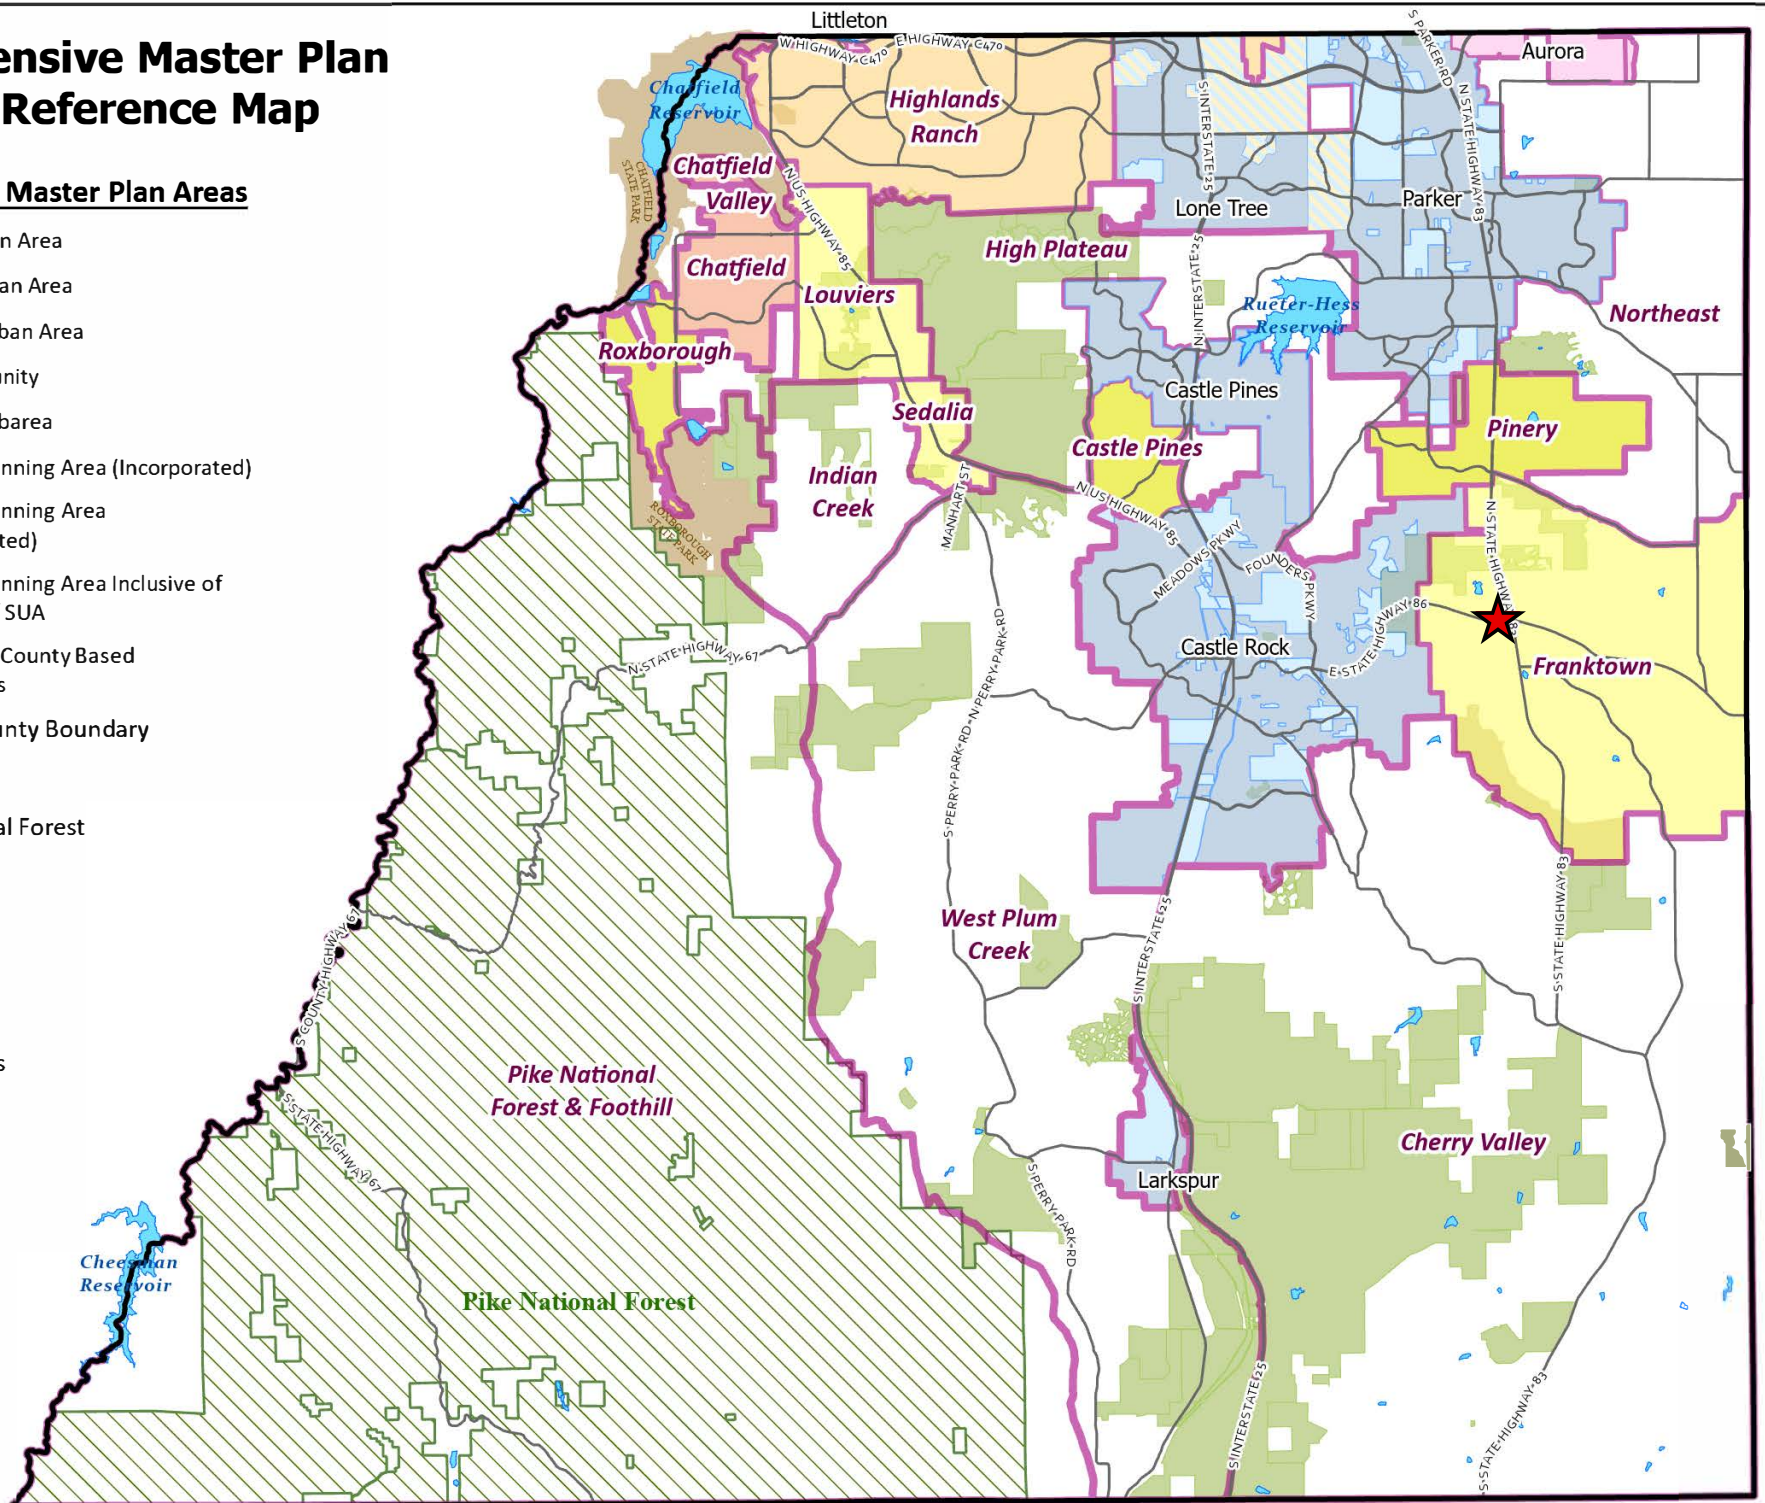 ensive Master Plan
Reference Map
Master Plan Areas
n Area
an Area
ban Area
nity
barea
nning Area (Incorporated)
nning Area
ted)
nning Area Inclusive of
SUA
County Based
s
nty Boundary
al Forest
s
Littleton
W HIGHWAY C470
E HIGHWAY C470
S PARKER RD
Aurora
Chatfield
Reservoir
Highlands
Ranch
S INTERSTATE 25
N STATE HIGHWAY 83
CHATFIELD
STATE PARK
Chatfield
Valley
N US HIGHWAY 85
Lone Tree
Parker
High Plateau
Chatfield
Louviers
N INTERSTATE 25
Rueter-Hess
Reservoir
Northeast
Roxborough
Castle Pines
Sedalia
Castle Pines
Pinery
Indian
Creek
MANHART ST
N US HIGHWAY 85
ROXBOROUGH
STATE PARK
MEADOWS PKWY
FOUNDERS PKWY
N STATE HIGHWAY 83
E STATE HIGHWAY 86
Castle Rock
Franktown
N STATE HIGHWAY 67
N PERRY PARK RD
S PERRY PARK RD
S COUNTY HIGHWAY 67
West Plum
Creek
S INTERSTATE 25
S STATE HIGHWAY 83
Pike National
Forest & Foothill
S STATE HIGHWAY 67
Cherry Valley
Larkspur
S PERRY PARK RD
Cheesman
Reservoir
Pike National Forest
S INTERSTATE 25
S STATE HIGHWAY 83